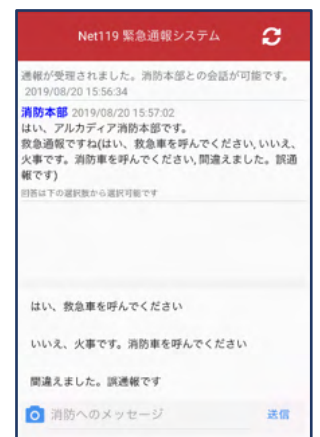 Net119 緊急通報システム
通報が受理されました。消防本部との会話が可能です。
2019/08/20 15:56:34
消防本部 2019/08/20 15:57:02
はい、アルカディア消防本部です。
救急通報ですね(はい、救急車を呼んでください, いいえ、
火事です。消防車を呼んでください, 間違えました。誤通
報です)
回答は下の選択肢から選択可能です
はい、救急車を呼んでください
いいえ、火事です。消防車を呼んでください
間違えました。誤通報です
消防へのメッセージ
送信